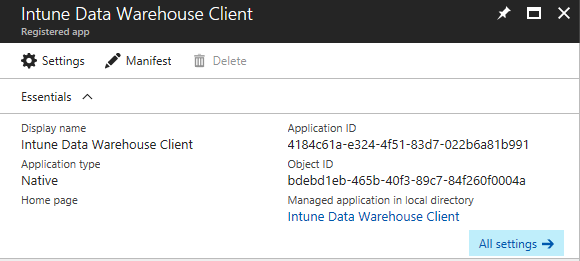 Intune Data Warehouse Client
Registered app
Settings Manifest Delete
Essentials
Display name
Intune Data Warehouse Client
Application type
Native
Home page
Application ID
4184c61a-e324-4f51-83d7-022b6a81b991
Object ID
bdebd1eb-465b-40f3-89c7-84f260f0004a
Managed application in local directory
Intune Data Warehouse Client
All settings